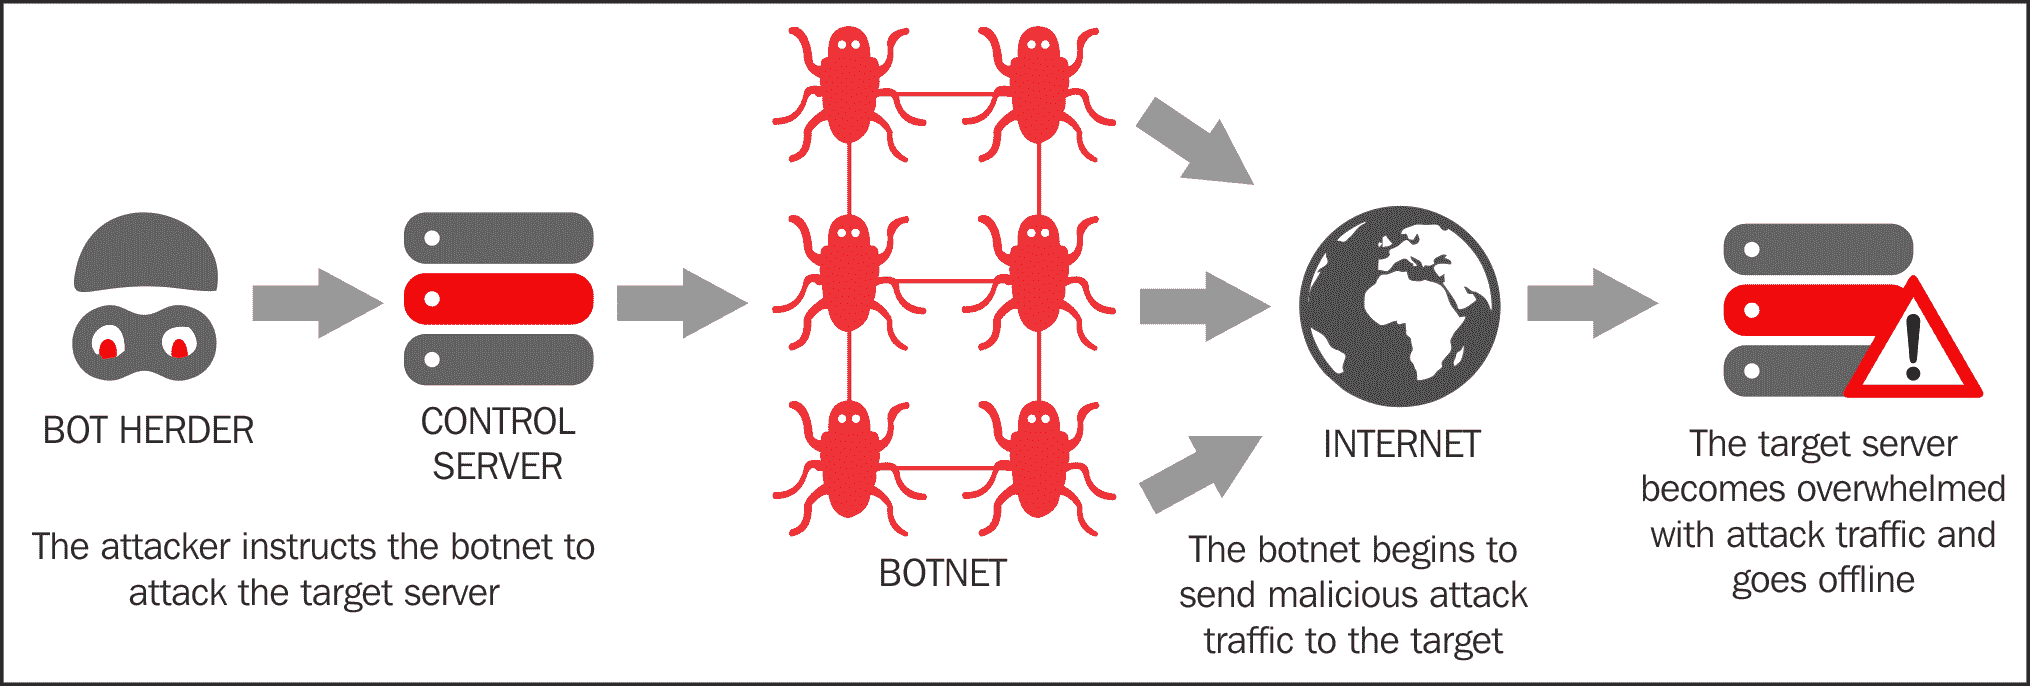 BOT HERDER
CONTROL
SERVER
The attacker instructs the botnet to
attack the target server
BOTNET
INTERNET
The botnet begins to
send malicious attack
traffic to the target
The target server
becomes overwhelmed
with attack traffic and
goes offline